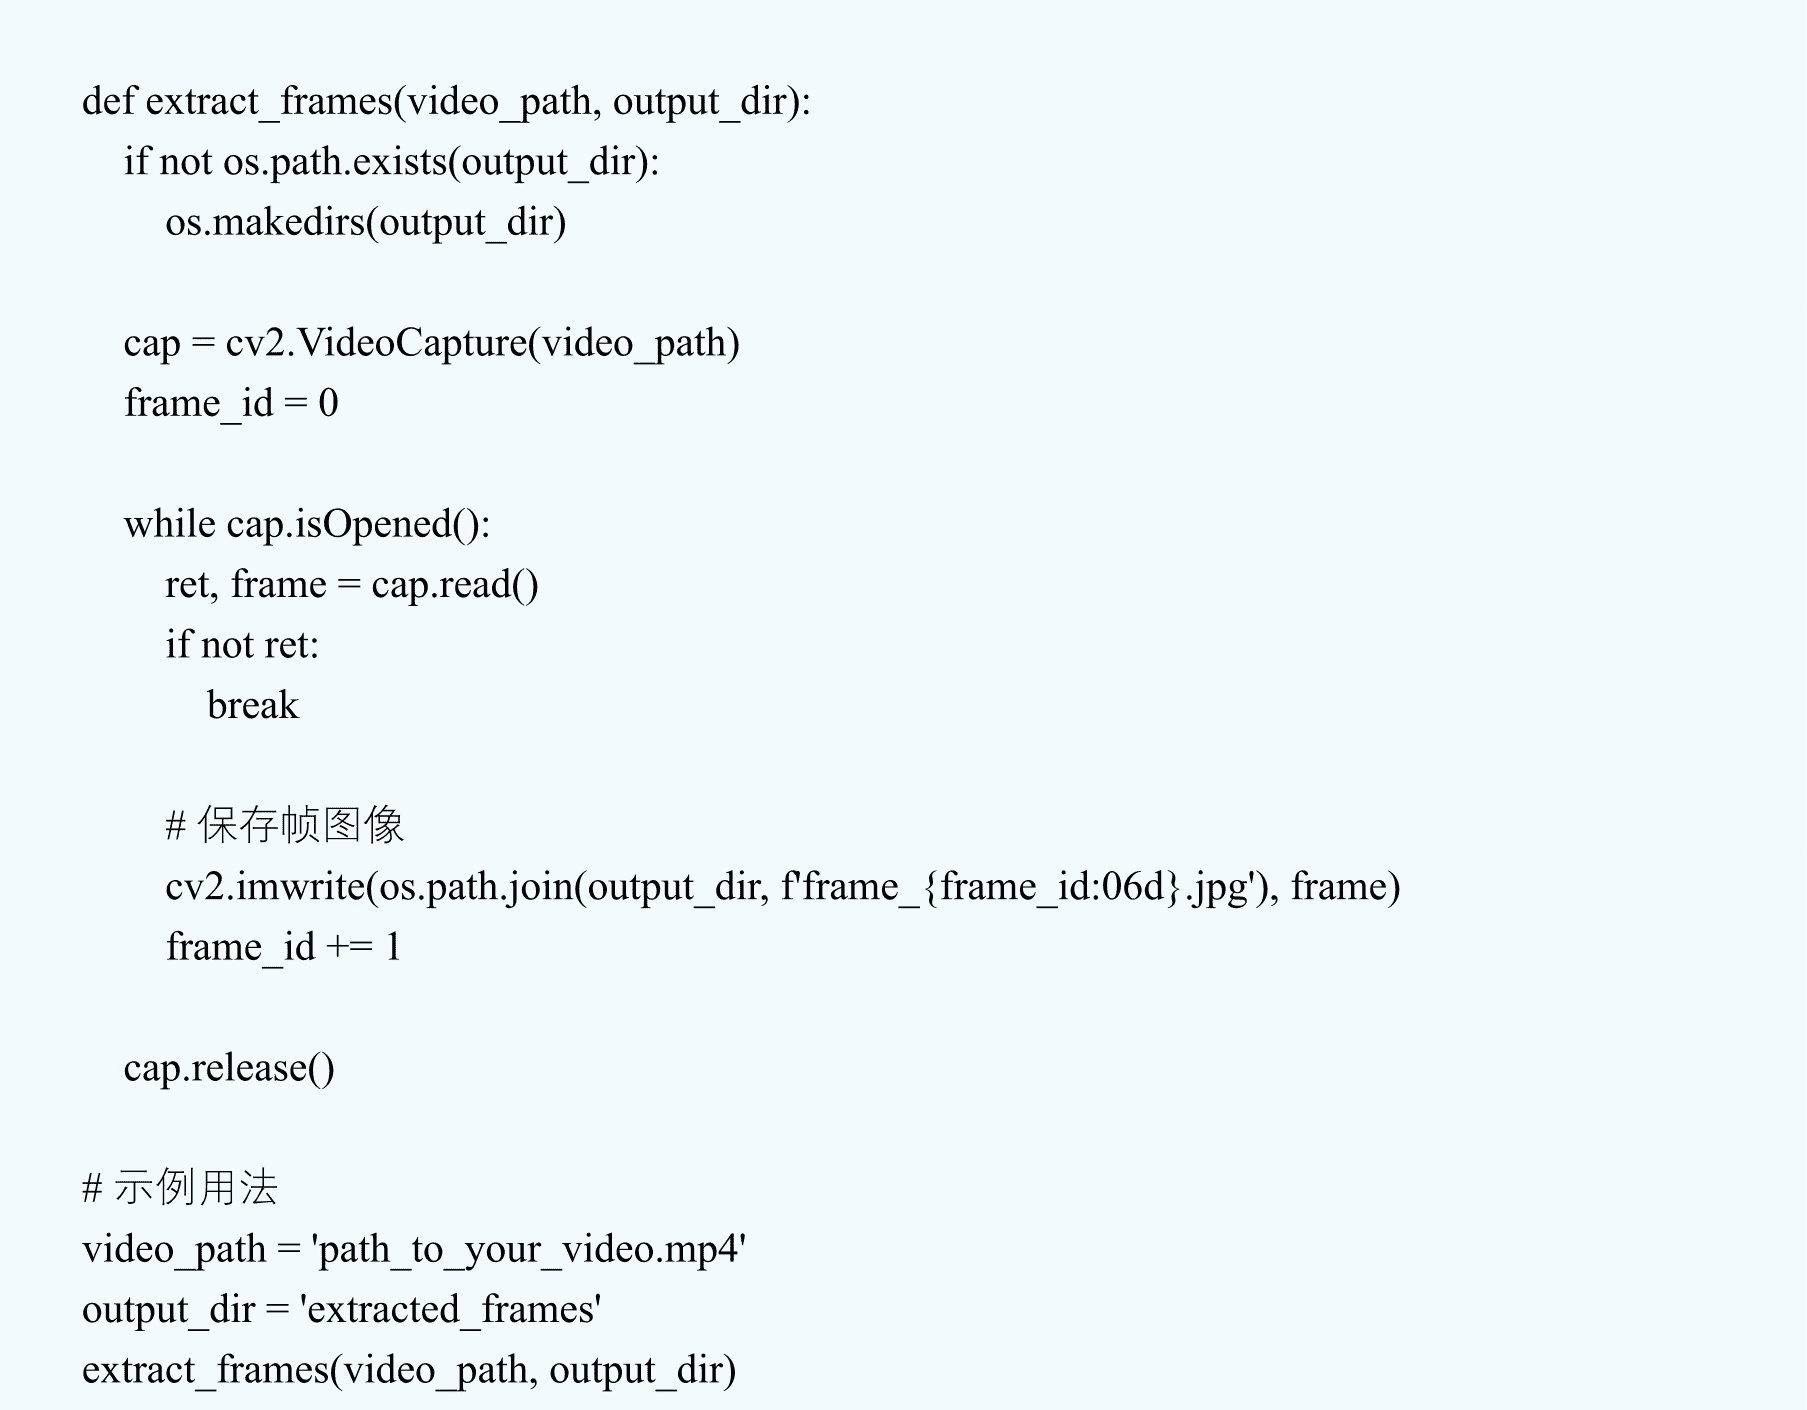 def extract_frames(video_path, output_dir):
    if not os.path.exists(output_dir):
        os.makedirs(output_dir)

    cap = cv2.VideoCapture(video_path)
    frame_id = 0

    while cap.isOpened():
        ret, frame = cap.read()
        if not ret:
            break

        # 保存帧图像
        cv2.imwrite(os.path.join(output_dir, f'frame_{frame_id:06d}.jpg'), frame)
        frame_id += 1

    cap.release()

# 示例用法
video_path = 'path_to_your_video.mp4'
output_dir = 'extracted_frames'
extract_frames(video_path, output_dir)